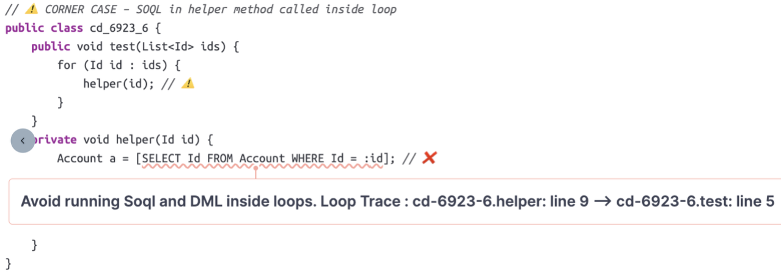 // ⚠️ CORNER CASE – SOQL in helper method called inside loop
public class cd_6923_6 {
public void test(List<Id> ids) {
for (Id id : ids) {
helper(id); // ⚠️
}
}
private void helper(Id id) {
Account a = [SELECT Id FROM Account WHERE Id = :id]; // ❌
Avoid running Soql and DML inside loops. Loop Trace : cd-6923-6.helper: line 9 –> cd-6923-6.test: line 5
}
}